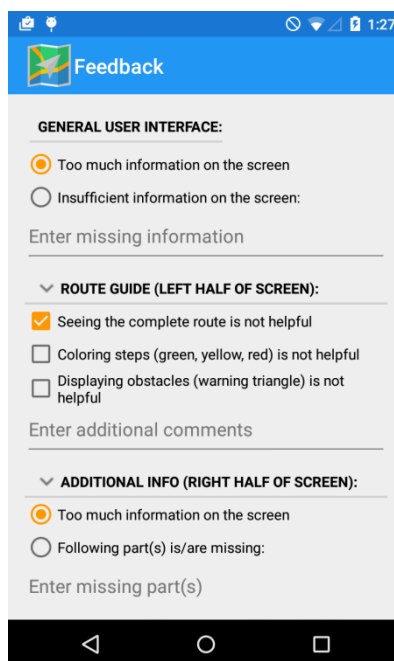 1:27
Feedback
GENERAL USER INTERFACE:
Too much information on the screen
Insufficient information on the screen:
Enter missing information
ROUTE GUIDE (LEFT HALF OF SCREEN):
Seeing the complete route is not helpful
Coloring steps (green, yellow, red) is not helpful
Displaying obstacles (warning triangle) is not
helpful
Enter additional comments
ADDITIONAL INFO (RIGHT HALF OF SCREEN):
Too much information on the screen
Following part(s) is/are missing:
Enter missing part(s)